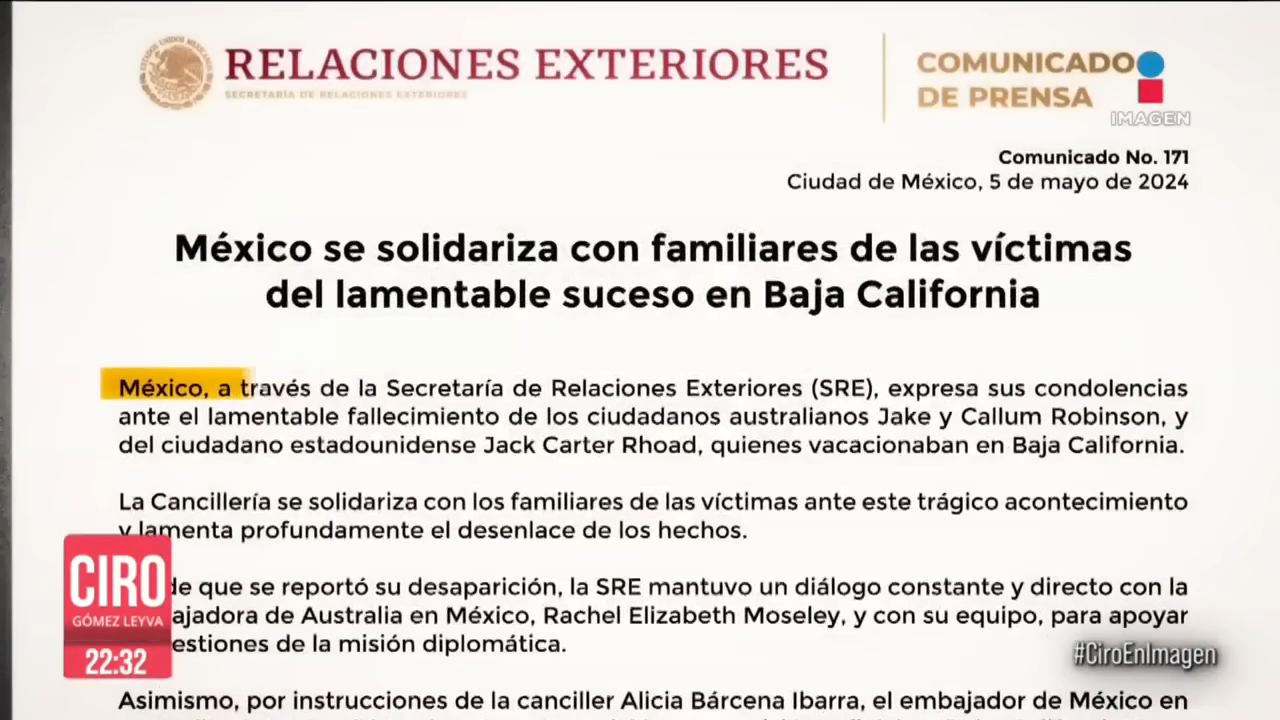 RELACIONES EXTERIORES
SECRETARÍA DE RELACIONES EXTERIORES
COMUNICADO
DE PRENSA
IMAGEN
Comunicado No. 171
Ciudad de México, 5 de mayo de 2024
México se solidariza con familiares de las víctimas
del lamentable suceso en Baja California
México, a través de la Secretaría de Relaciones Exteriores (SRE), expresa sus condolencias
ante el lamentable fallecimiento de los ciudadanos australianos Jake y Callum Robinson, y
del ciudadano estadounidense Jack Carter Rhoad, quienes vacacionaban en Baja California.
La Cancillería se solidariza con los familiares de las víctimas ante este trágico acontecimiento
y lamenta profundamente el desenlace de los hechos.
de que se reportó su desaparición, la SRE mantuvo un diálogo constante y directo con la
ajadora de Australia en México, Rachel Elizabeth Moseley, y con su equipo, para apoyar
estiones de la misión diplomática.
Asimismo, por instrucciones de la canciller Alicia Bárcena Ibarra, el embajador de México en
CIRO
GÓMEZ LEYVA
22:32
#CiroEnImagen